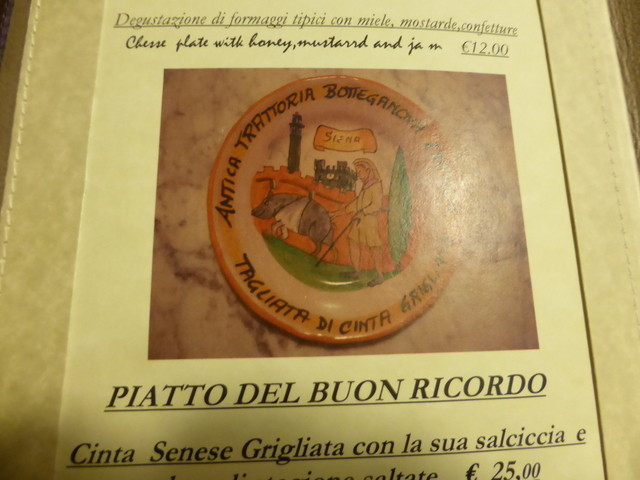 Degustazione di formaggi tipici con miele, mostarde,confetture
Chesse plate witk honey,mustarrd and ja m €12.00
ANTICA TRATTORIA BOTTEGANOVA
Siena
TAGLIATA DI CINTA
PIATTO DEL BUON RICORDO
Cinta Senese Grigliata con la sua salciccia e
saltate € 25,00